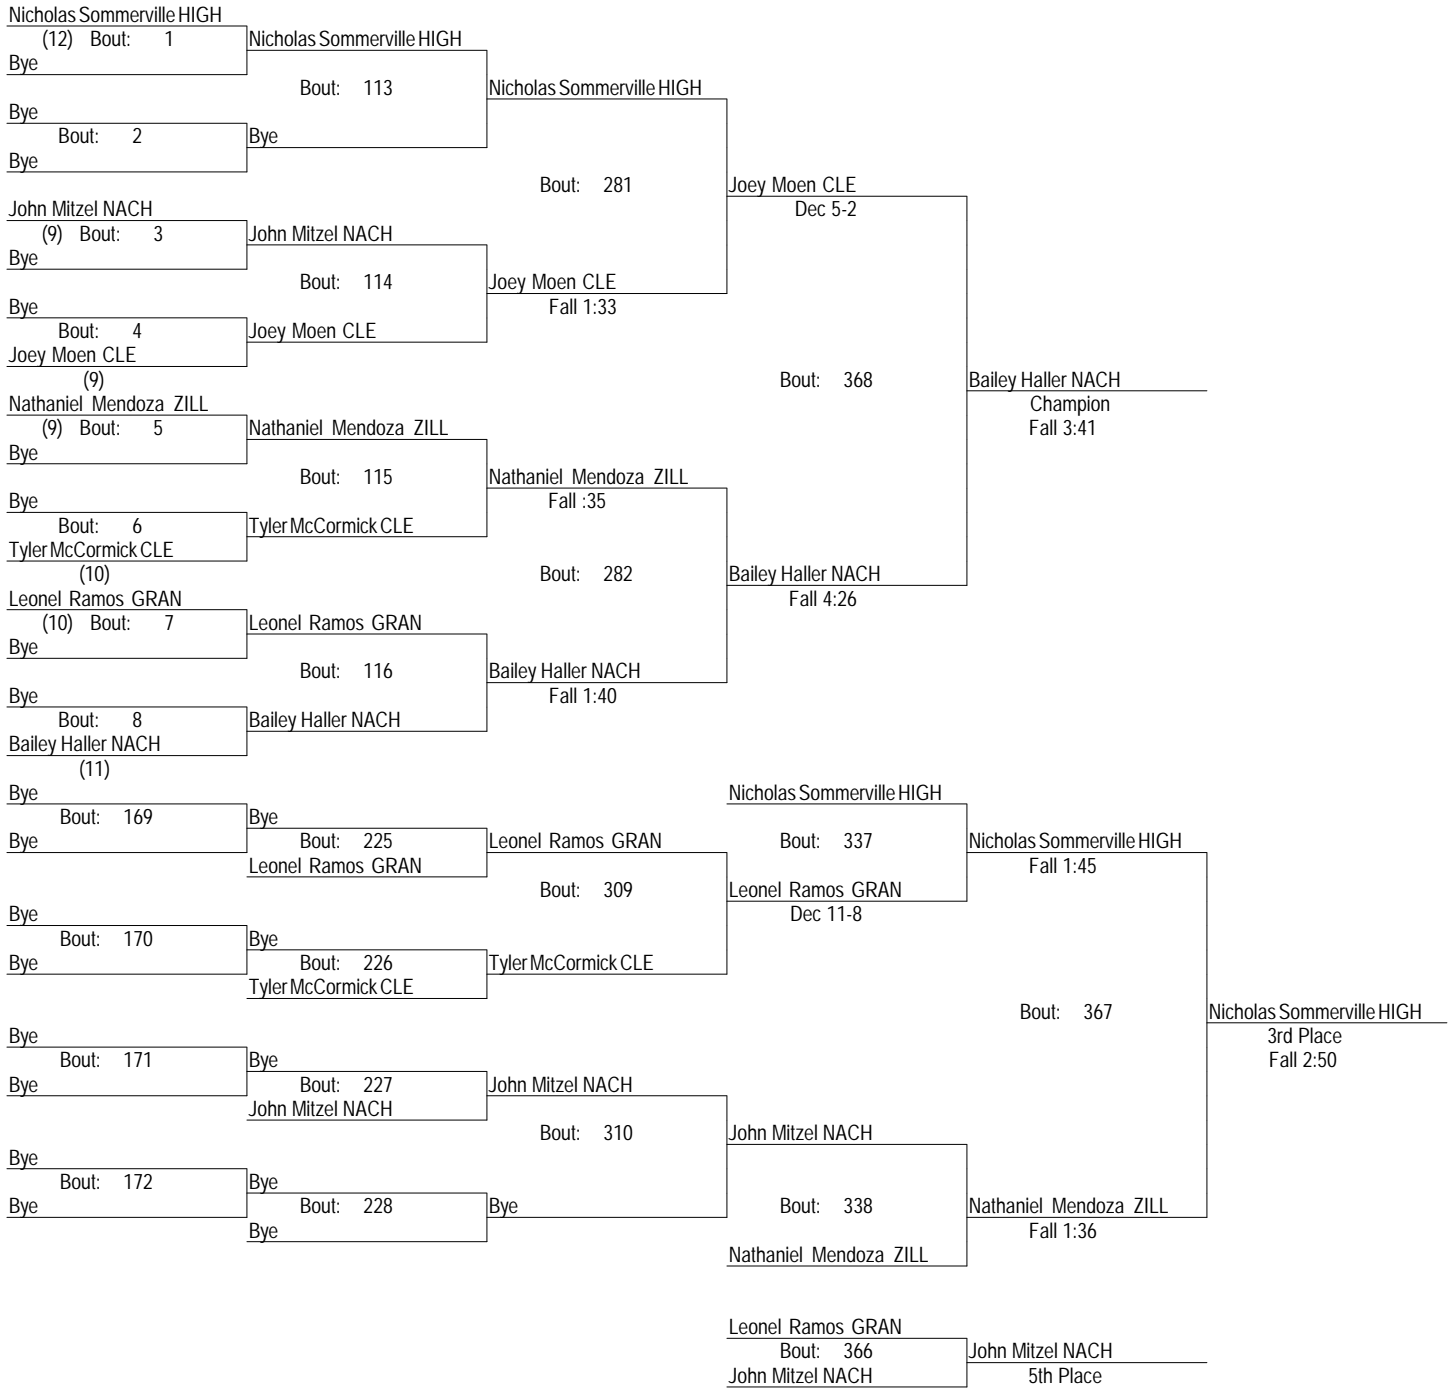 Nicholas Sommerville HIGH
(12) Bout: 1 Nicholas Sommerville HIGH
Bye
Bout: 113 Nicholas Sommerville HIGH
Bye
Bout: 2 Bye
Bye
Bout: 281 Joey Moen CLE
John Mitzel NACH Dec 5-2
(9) Bout: 3 John Mitzel NACH
Bye
Bout: 114 Joey Moen CLE
Bye Fall 1:33
Bout: 4 Joey Moen CLE
Joey Moen CLE
(9) Bout: 368 Bailey Haller NACH
Nathaniel Mendoza ZILL Champion
(9) Bout: 5 Nathaniel Mendoza ZILL Fall 3:41
Bye
Bout: 115 Nathaniel Mendoza ZILL
Bye Fall :35
Bout: 6 Tyler McCormick CLE
Tyler McCormick CLE
(10) Bout: 282 Bailey Haller NACH
Leonel Ramos GRAN Fall 4:26
(10) Bout: 7 Leonel Ramos GRAN
Bye
Bout: 116 Bailey Haller NACH
Bye Fall 1:40
Bout: 8 Bailey Haller NACH
Bailey Haller NACH
(11)
Bye Nicholas Sommerville HIGH
Bout: 169 Bye
Bye Bout: 225 Leonel Ramos GRAN Bout: 337 Nicholas Sommerville HIGH
Leonel Ramos GRAN Fall 1:45
Bout: 309 Leonel Ramos GRAN
Bye Dec 11-8
Bout: 170 Bye
Bye Bout: 226 Tyler McCormick CLE
Tyler McCormick CLE
Bout: 367 Nicholas Sommerville HIGH
Bye 3rd Place
Bout: 171 Bye Fall 2:50
Bye Bout: 227 John Mitzel NACH
John Mitzel NACH
Bout: 310 John Mitzel NACH
Bye
Bout: 172 Bye
Bye Bout: 228 Bye Bout: 338 Nathaniel Mendoza ZILL
Bye Fall 1:36
Nathaniel Mendoza ZILL
Leonel Ramos GRAN
Bout: 366 John Mitzel NACH
John Mitzel NACH 5th Place